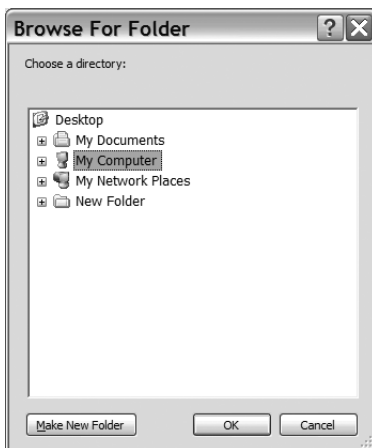 Browse For Folder
Choose a directory:
Desktop
My Documents
My Computer
My Network Places
New Folder
Make New Folder OK Cancel